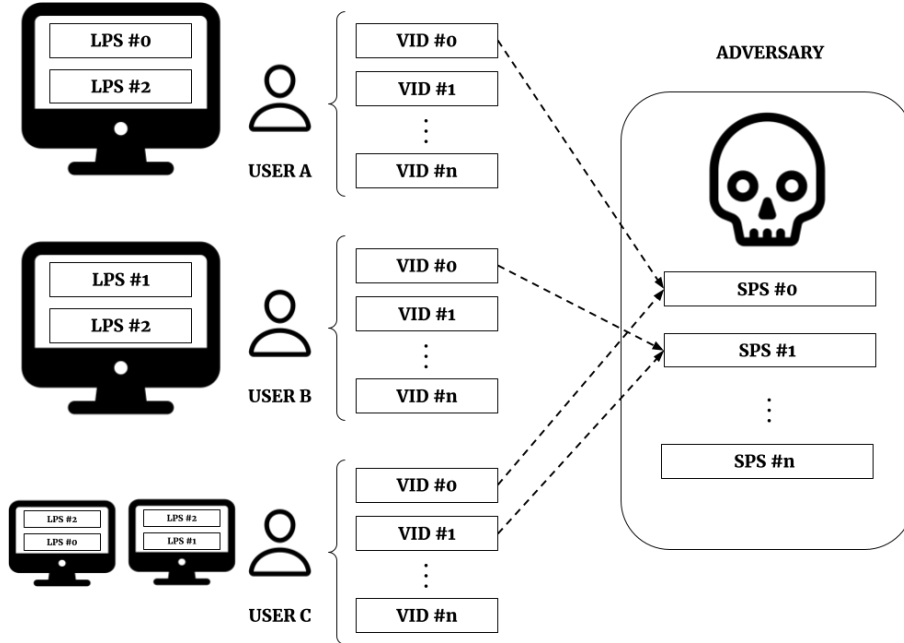 LPS #0
LPS #2
USER A
VID #0
VID #1
VID #n
ADVERSARY
LPS #1
LPS #2
USER B
VID #0
VID #1
VID #n
SPS #0
SPS #1
SPS #n
LPS #2
LPS #0
LPS #2
LPS #1
USER C
VID #0
VID #1
VID #n